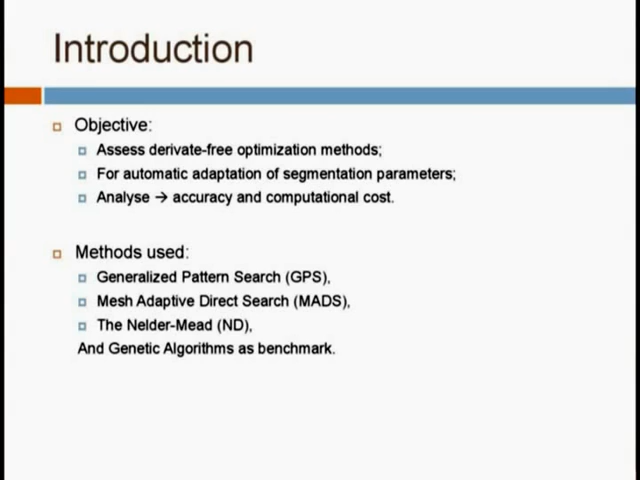 Introduction
Objective:
Assess derivate-free optimization methods;
For automatic adaptation of segmentation parameters;
Analyse → accuracy and computational cost.
Methods used:
Generalized Pattern Search (GPS),
Mesh Adaptive Direct Search (MADS),
The Nelder-Mead (ND),
And Genetic Algorithms as benchmark.